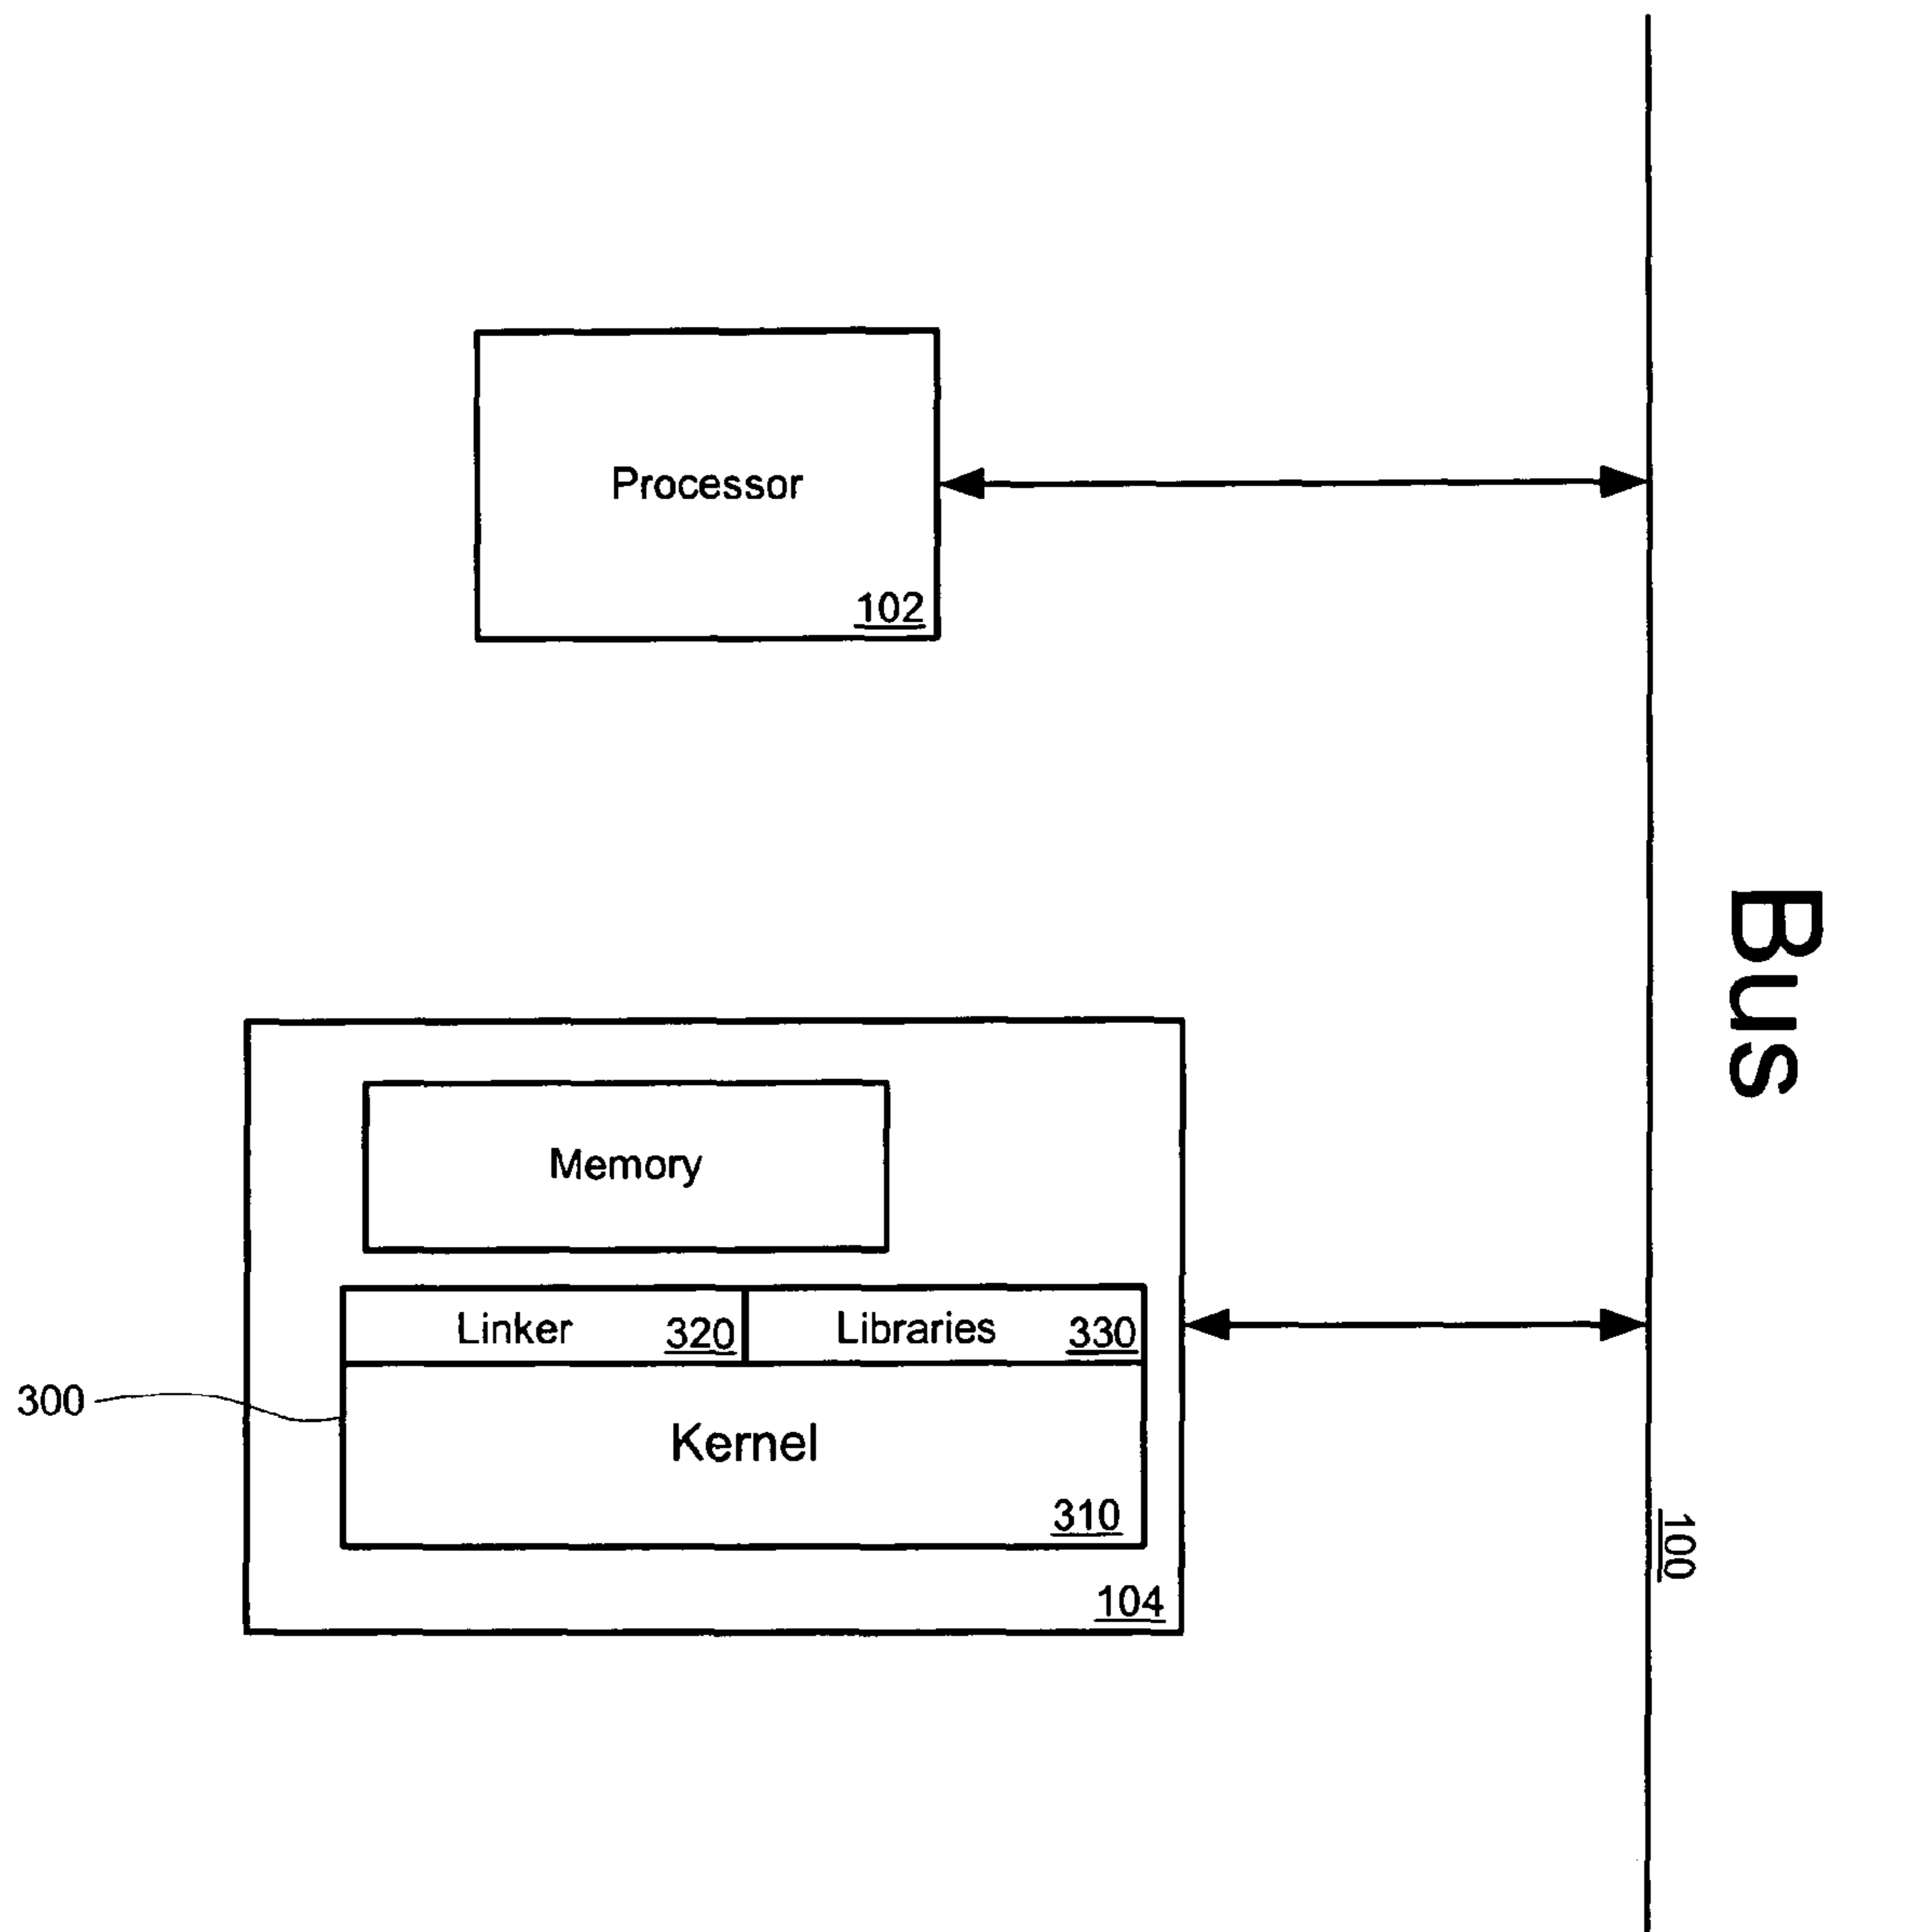 Processor
102
Bus
Memory
Linker 320
Libraries 330
300
Kernel
310
100
104